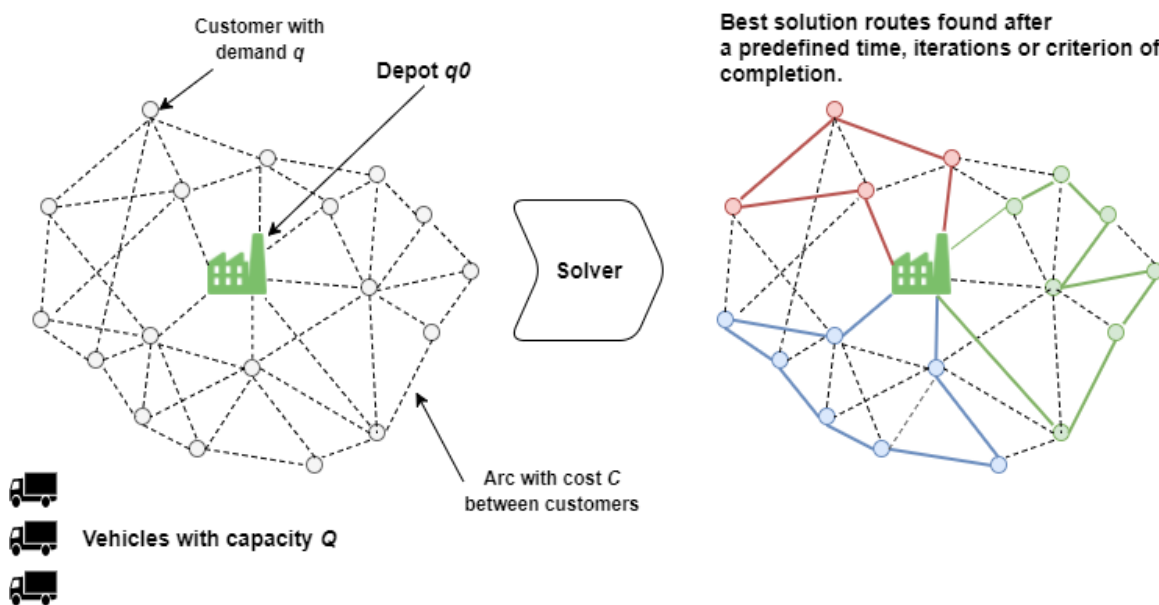 Customer with
demand q
Depot q0
Best solution routes found after
a predefined time, iterations or criterion of
completion.
Solver
Arc with cost C
between customers
Vehicles with capacity Q